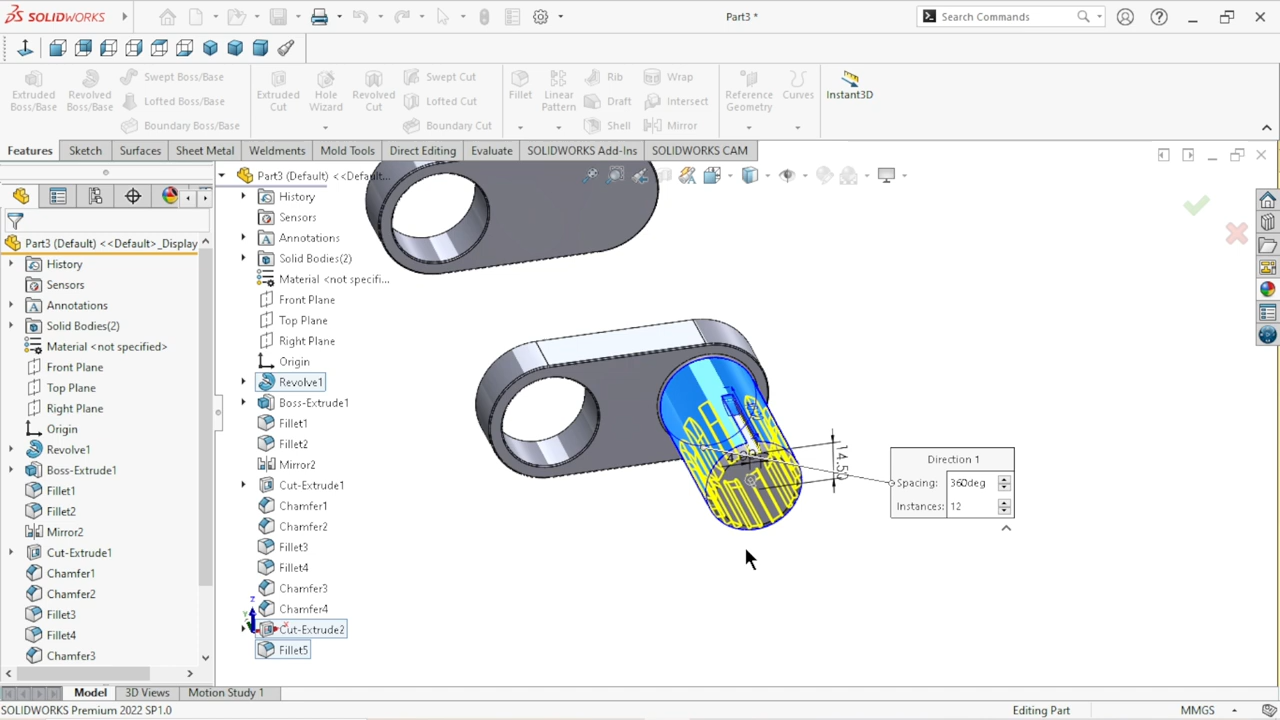 SOLIDWORKS
Part3 *
Search Commands
Extruded Boss/Base
Revolved Boss/Base
Swept Boss/Base
Lofted Boss/Base
Boundary Boss/Base
Extruded Cut
Hole Wizard
Revolved Cut
Swept Cut
Lofted Cut
Boundary Cut
Fillet
Linear Pattern
Rib
Draft
Shell
Wrap
Intersect
Mirror
Reference Geometry
Curves
Instant3D
Features
Sketch
Surfaces
Sheet Metal
Weldments
Mold Tools
Direct Editing
Evaluate
SOLIDWORKS Add-Ins
SOLIDWORKS CAM
Part3 (Default) <<Default>_Display
History
Sensors
Annotations
Solid Bodies(2)
Material <not specified>
Front Plane
Top Plane
Right Plane
Origin
Revolve1
Boss-Extrude1
Fillet1
Fillet2
Mirror2
Cut-Extrude1
Chamfer1
Chamfer2
Fillet3
Fillet4
Chamfer3
Part3 (Default) <<Default...
History
Sensors
Annotations
Solid Bodies(2)
Material <not specifi...
Front Plane
Top Plane
Right Plane
Origin
Revolve1
Boss-Extrude1
Fillet1
Fillet2
Mirror2
Cut-Extrude1
Chamfer1
Chamfer2
Fillet3
Fillet4
Chamfer3
Chamfer4
Cut-Extrude2
Fillet5
14.50
Direction 1
Spacing: 360deg
Instances: 12
Model
3D Views
Motion Study 1
SOLIDWORKS Premium 2022 SP1.0
Editing Part
MMGS